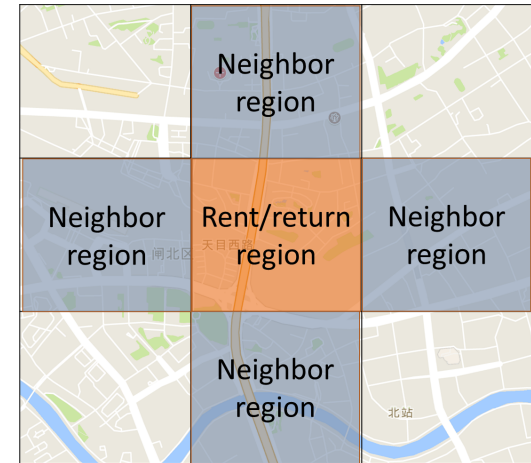 Neighbor
region
Neighbor
region
Rent/return
region
Neighbor
region
闸北区
天目西路
Neighbor
region
北站